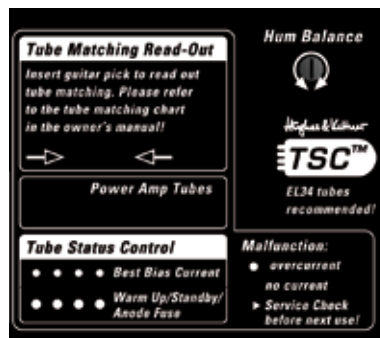 Tube Matching Read-Out
Insert guitar pick to read out
tube matching. Please refer
to the tube matching chart
in the owner's manual!
Power Amp Tubes
Tube Status Control
Best Bias Current
Warm Up/Standby/
Anode Fuse
Hum Balance
Hughes & Kettner
TSC™
EL34 tubes
recommended!
Malfunction:
overcurrent
no current
Service Check
before next use!